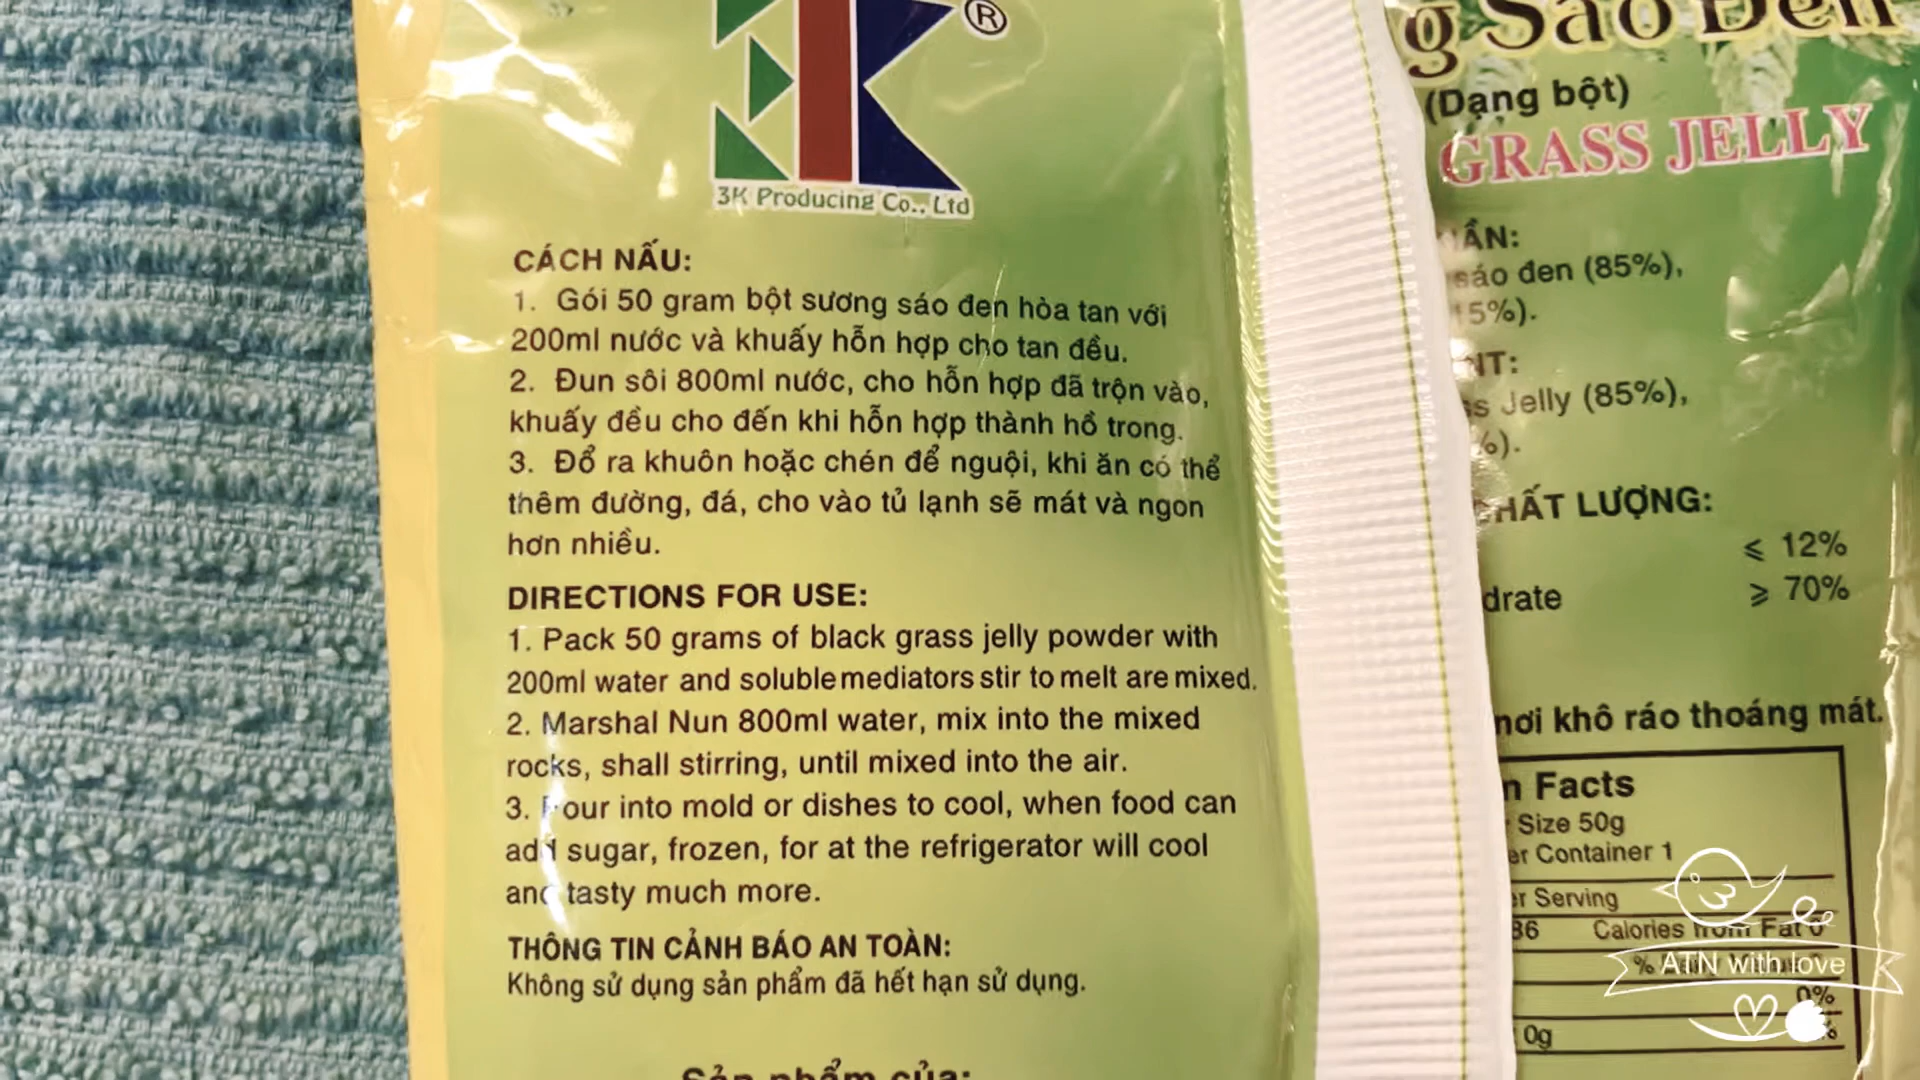 ®
3K Producing Co., Ltd
CÁCH NẤU:
1. Gói 50 gram bột sương sáo đen hòa tan với
200ml nước và khuấy hỗn hợp cho tan đều.
2. Đun sôi 800ml nước, cho hỗn hợp đã trộn vào,
khuấy đều cho đến khi hỗn hợp thành hồ trong.
3. Đổ ra khuôn hoặc chén để nguội, khi ăn có thể
thêm đường, đá, cho vào tủ lạnh sẽ mát và ngon
hơn nhiều.
DIRECTIONS FOR USE:
1. Pack 50 grams of black grass jelly powder with
200ml water and soluble mediators stir to melt are mixed.
2. Marshal Nun 800ml water, mix into the mixed
rocks, shall stirring, until mixed into the air.
3. Pour into mold or dishes to cool, when food can
add sugar, frozen, for at the refrigerator will cool
and tasty much more.
THÔNG TIN CẢNH BÁO AN TOÀN:
Không sử dụng sản phẩm đã hết hạn sử dụng.
Sản phẩm của:
Sáo Đen
(Dạng bột)
GRASS JELLY
sáo đen (85%),
Jelly (85%),
LƯỢNG:
⩽ 12%
⩾ 70%
nơi khô ráo thoáng mát.
Facts
Size 50g
Container 1
Serving
Calories from Fat 0
0%
0g
ATN with love